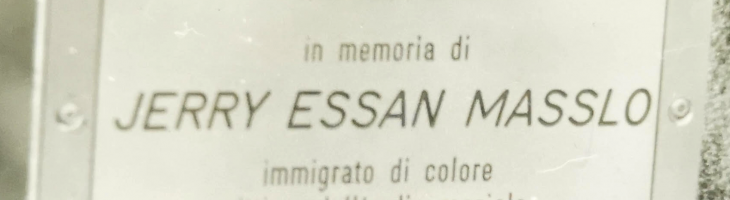 in memoria di
JERRY ESSAN MASSLO
immigrato di colore